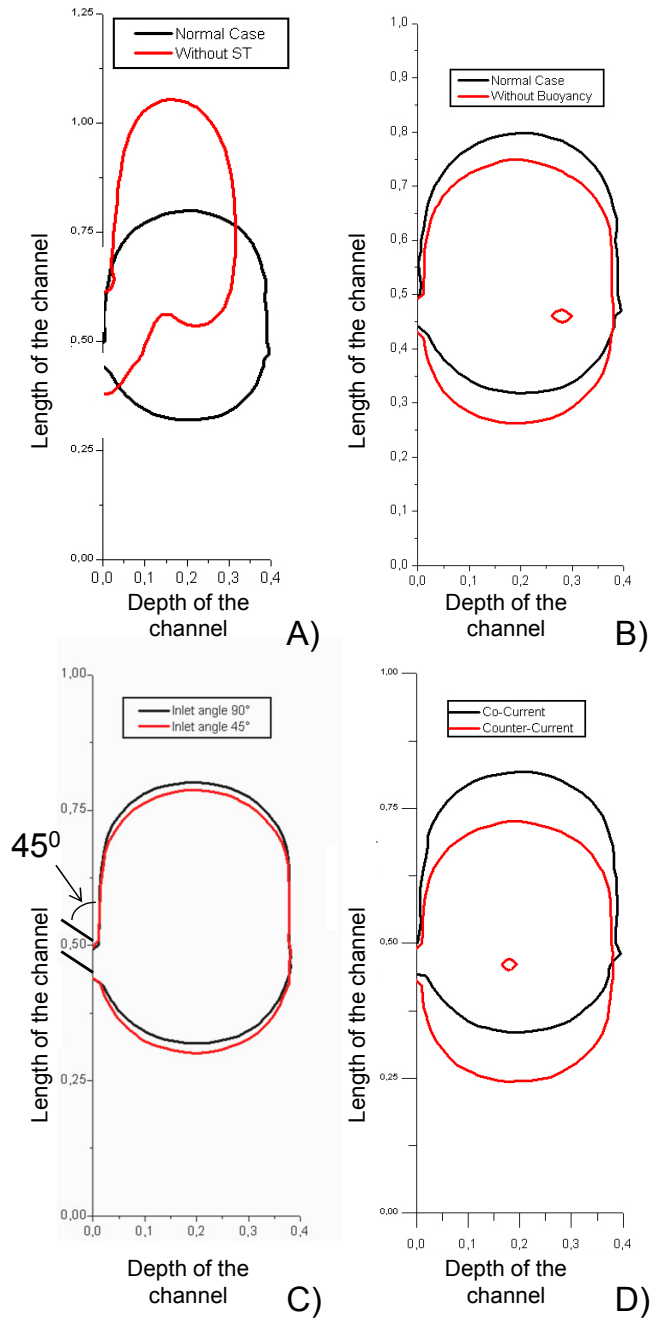 Normal Case
Without ST
1,25
1,00
0,75
0,50
0,25
0,00
0,0 0,1 0,2 0,3 0,4
Length of the channel
Depth of the
channel
A)
Normal Case
Without Buoyancy
1,0
0,9
0,8
0,7
0,6
0,5
0,4
0,3
0,2
0,1
0,0
0,0 0,1 0,2 0,3 0,4
Length of the channel
Depth of the
channel
B)
Inlet angle 90°
Inlet angle 45°
1,00
0,75
0,50
0,25
0,00
45⁰
0,0 0,1 0,2 0,3 0,4
Length of the channel
Depth of the
channel
C)
Co-Current
Counter-Current
1,00
0,75
0,50
0,25
0,00
0,0 0,1 0,2 0,3 0,4
Length of the channel
Depth of the
channel
D)